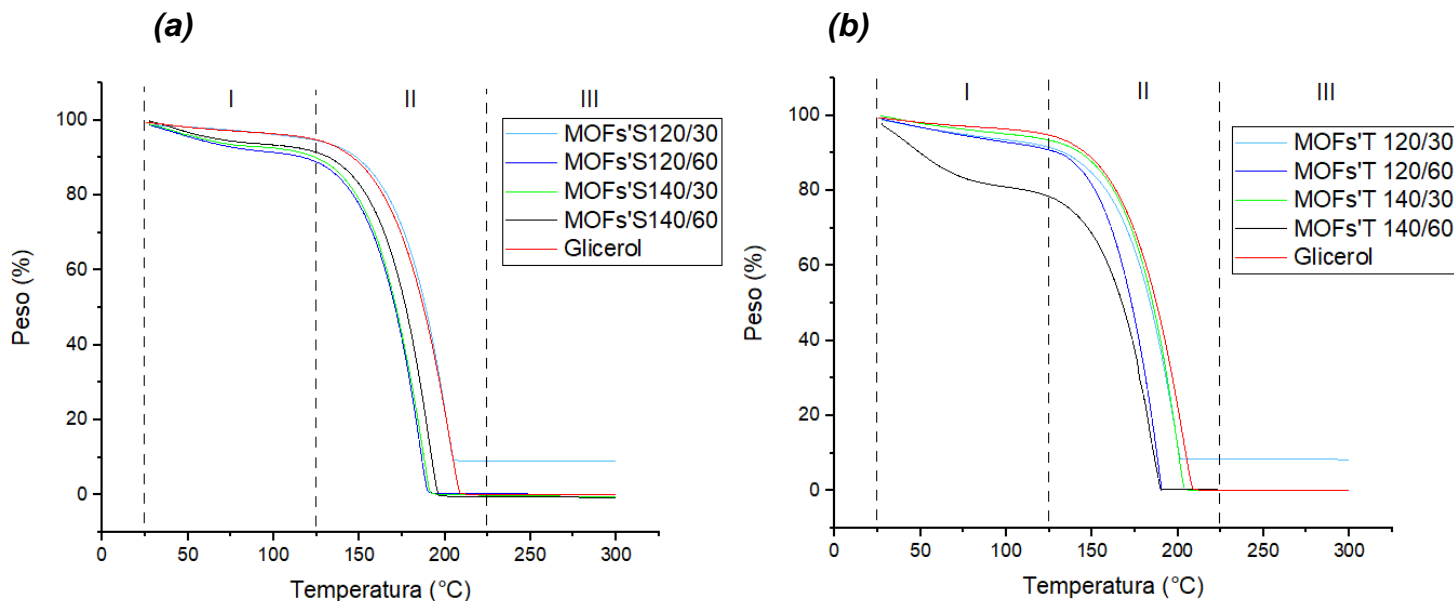 (a)
I II III
MOFs'S120/30
MOFs'S120/60
MOFs'S140/30
MOFs'S140/60
Glicerol
100
80
60
40
20
0
Peso (%)
0 50 100 150 200 250 300
Temperatura (°C)
(b)
I II III
MOFs'T 120/30
MOFs'T 120/60
MOFs'T 140/30
MOFs'T 140/60
Glicerol
100
80
60
40
20
0
Peso (%)
0 50 100 150 200 250 300
Temperatura (°C)